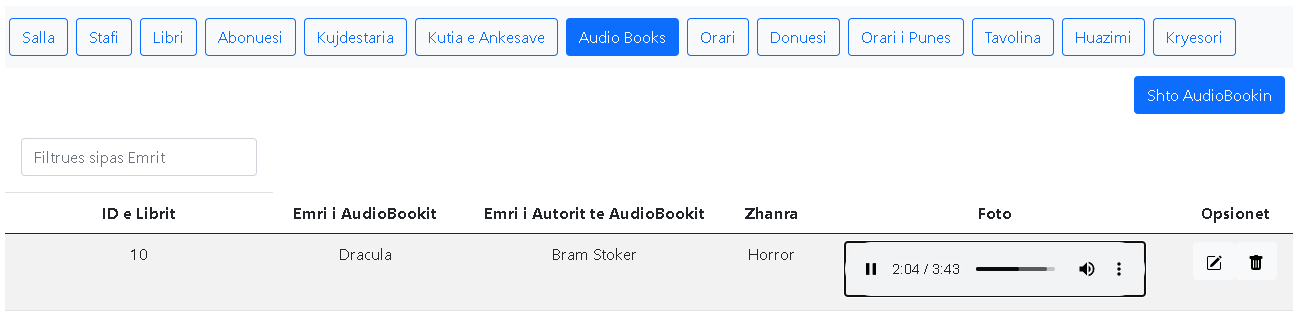 Salla Stafi Libri Abonuesi Kujdestaria Kutia e Ankesave Audio Books Orari Donuesi Orari i Punes Tavolina Huazimi Kryesori
Shto AudioBookin
Filtrues sipas Emrit
ID e Librit Emri i AudioBookit Emri i Autorit te AudioBookit Zhanra Foto Opsionet
10 Dracula Bram Stoker Horror 2:04 / 3:43